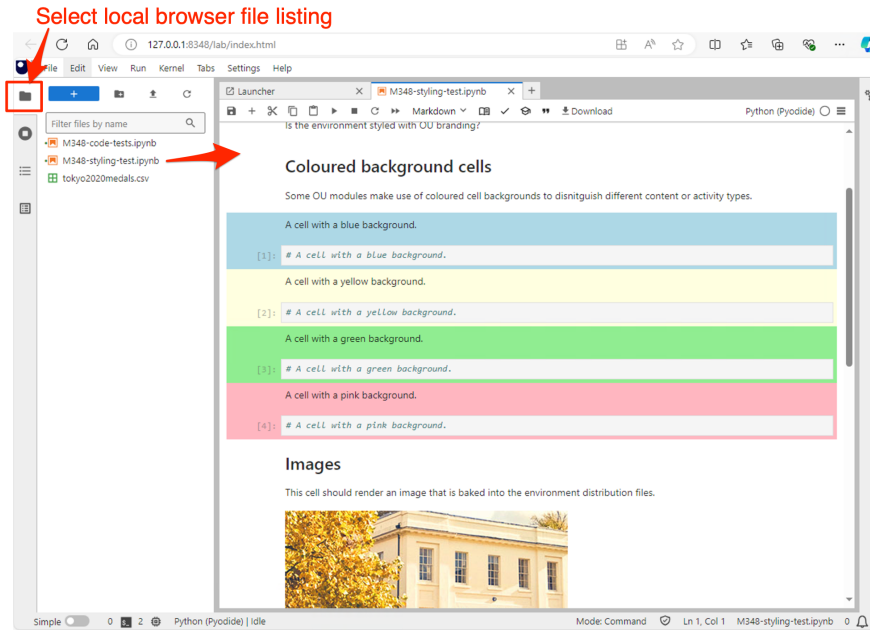 Select local browser file listing
127.0.0.1:8348/lab/index.html
File Edit View Run Kernel Tabs Settings Help
Filter files by name
M348-code-tests.ipynb
M348-styling-test.ipynb
tokyo2020medals.csv
Launcher
M348-styling-test.ipynb
Markdown
Download
Python (Pyodide)
Is the environment styled with OU branding?
Coloured background cells
Some OU modules make use of coloured cell backgrounds to disnitguish different content or activity types.
A cell with a blue background.
[1]: # A cell with a blue background.
A cell with a yellow background.
[2]: # A cell with a yellow background.
A cell with a green background.
[3]: # A cell with a green background.
A cell with a pink background.
[4]: # A cell with a pink background.
Images
This cell should render an image that is baked into the environment distribution files.
Simple 0 2 Python (Pyodide) | Idle Mode: Command Ln 1, Col 1 M348-styling-test.ipynb 0